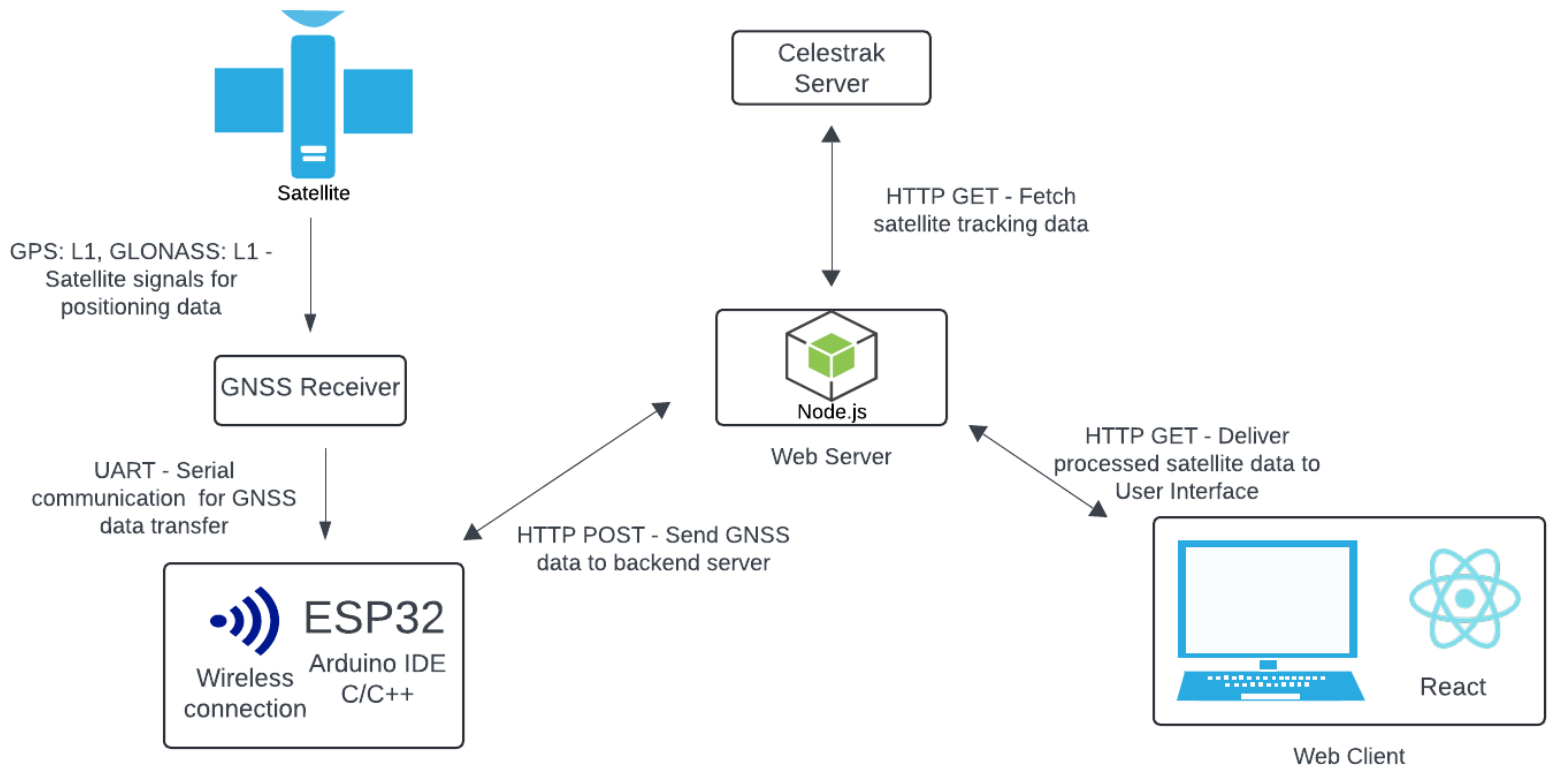 Satellite
GPS: L1, GLONASS: L1 -
Satellite signals for
positioning data
GNSS Receiver
UART - Serial
communication  for GNSS
data transfer
Wireless
connection
ESP32
Arduino IDE
C/C++
HTTP POST - Send GNSS
data to backend server
Celestrak
Server
HTTP GET - Fetch
satellite tracking data
Node.js
Web Server
HTTP GET - Deliver
processed satellite data to
User Interface
React
Web Client